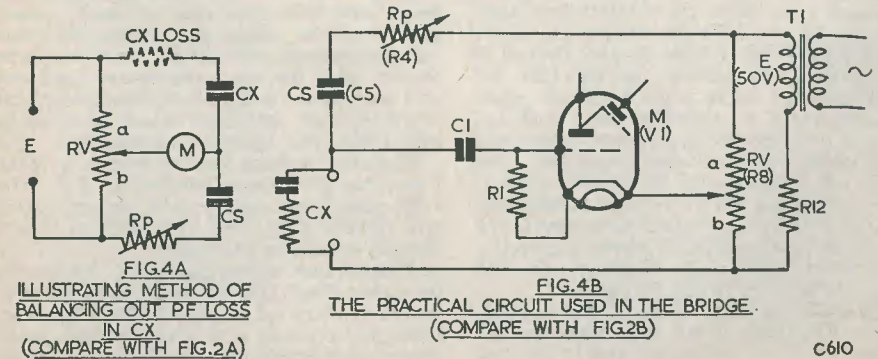 CX LOSS
CX
E
RV
a
b
M
CS
Rp
FIG.4A
ILLUSTRATING METHOD OF
BALANCING OUT PF LOSS
IN CX
(COMPARE WITH FIG.2A)
Rp
(R4)
CS
(C5)
C1
R1
CX
M
(V1)
T1
E
(50V)
a
RV
(R8)
b
R12
FIG.4B
THE PRACTICAL CIRCUIT USED IN THE BRIDGE.
(COMPARE WITH FIG.2B)
C610